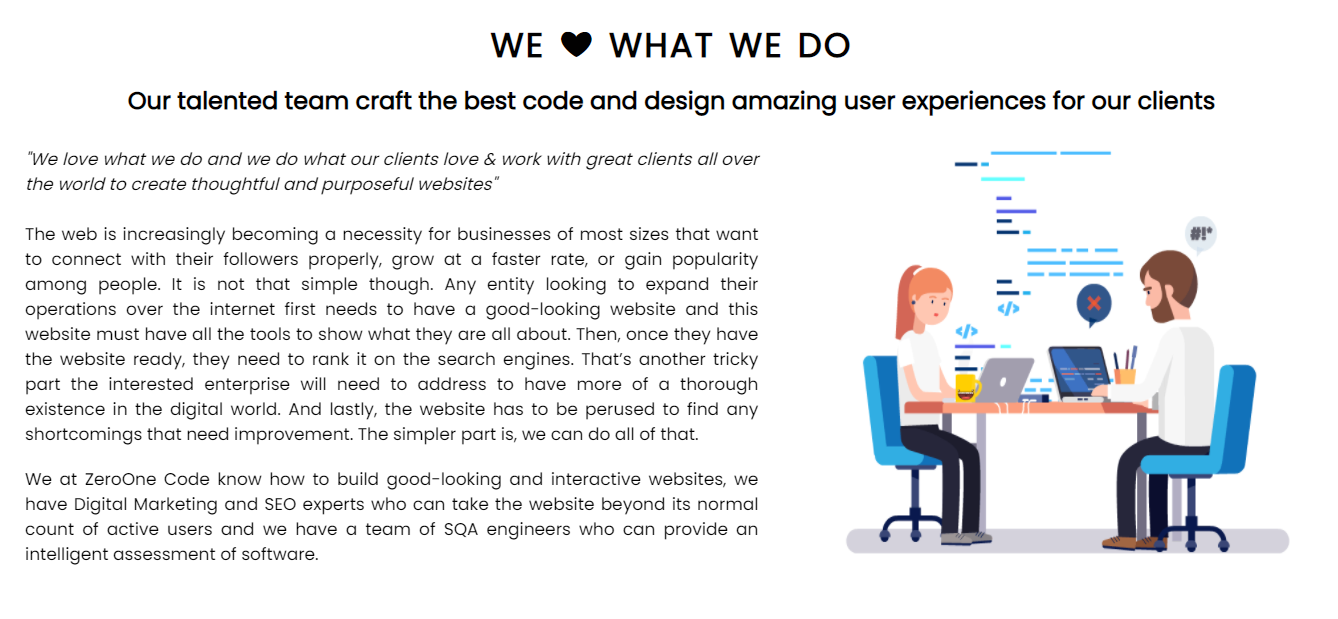 WE ♥ WHAT WE DO
Our talented team craft the best code and design amazing user experiences for our clients
"We love what we do and we do what our clients love & work with great clients all over
the world to create thoughtful and purposeful websites"
The web is increasingly becoming a necessity for businesses of most sizes that want
to connect with their followers properly, grow at a faster rate, or gain popularity
among people. It is not that simple though. Any entity looking to expand their
operations over the internet first needs to have a good-looking website and this
website must have all the tools to show what they are all about. Then, once they have
the website ready, they need to rank it on the search engines. That’s another tricky
part the interested enterprise will need to address to have more of a thorough
existence in the digital world. And lastly, the website has to be perused to find any
shortcomings that need improvement. The simpler part is, we can do all of that.
We at ZeroOne Code know how to build good-looking and interactive websites, we
have Digital Marketing and SEO experts who can take the website beyond its normal
count of active users and we have a team of SQA engineers who can provide an
intelligent assessment of software.
#!*
</>
</>